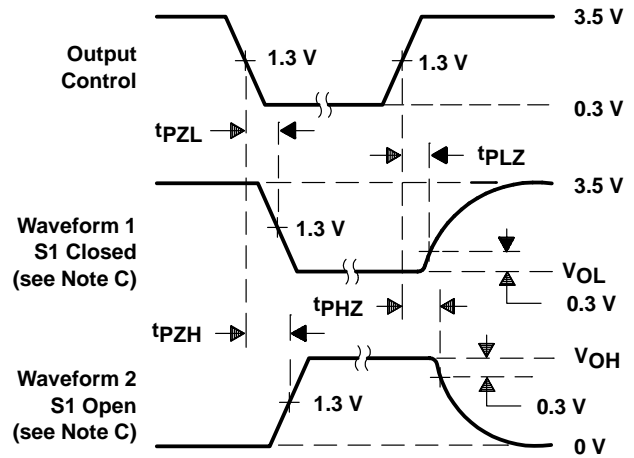 3.5 V
Output
Control
1.3 V
1.3 V
0.3 V
tPZL
tPLZ
3.5 V
Waveform 1
S1 Closed
(see Note C)
1.3 V
VOL
0.3 V
tPHZ
tPZH
VOH
Waveform 2
S1 Open
(see Note C)
1.3 V
0.3 V
0 V